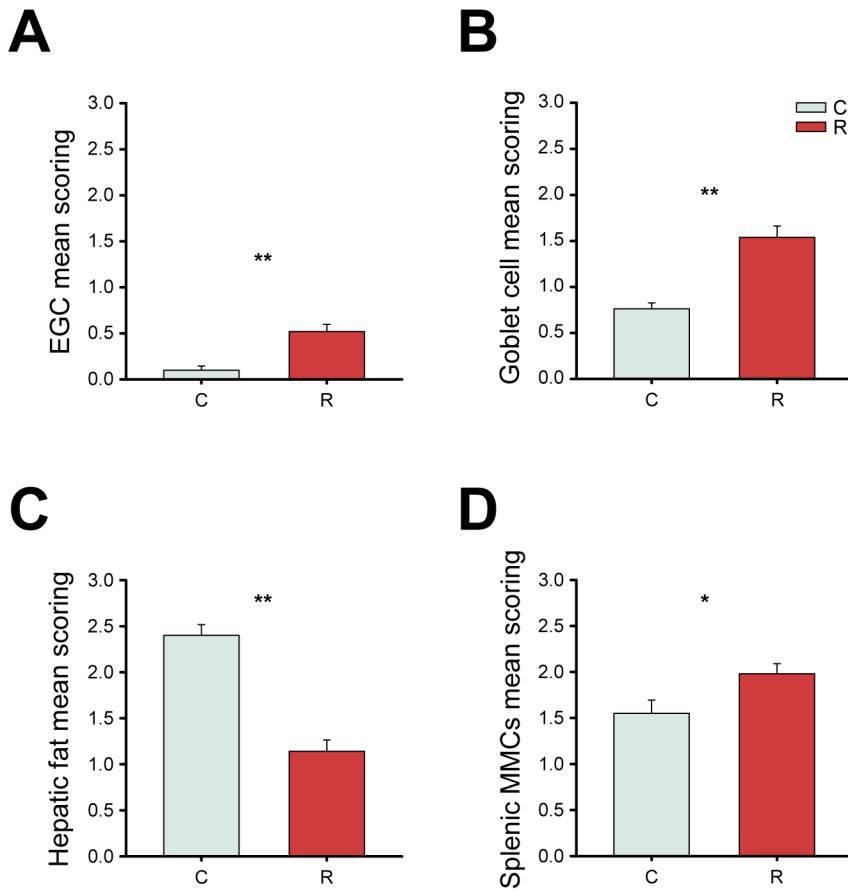 A
EGC mean scoring
3.0
2.5
2.0
1.5
1.0
0.5
0.0
**
C
R
B
Goblet cell mean scoring
3.0
2.5
2.0
1.5
1.0
0.5
0.0
**
C
R
C
R
C
Hepatic fat mean scoring
3.0
2.5
2.0
1.5
1.0
0.5
0.0
**
C
R
D
Splenic MMCs mean scoring
3.0
2.5
2.0
1.5
1.0
0.5
0.0
*
C
R